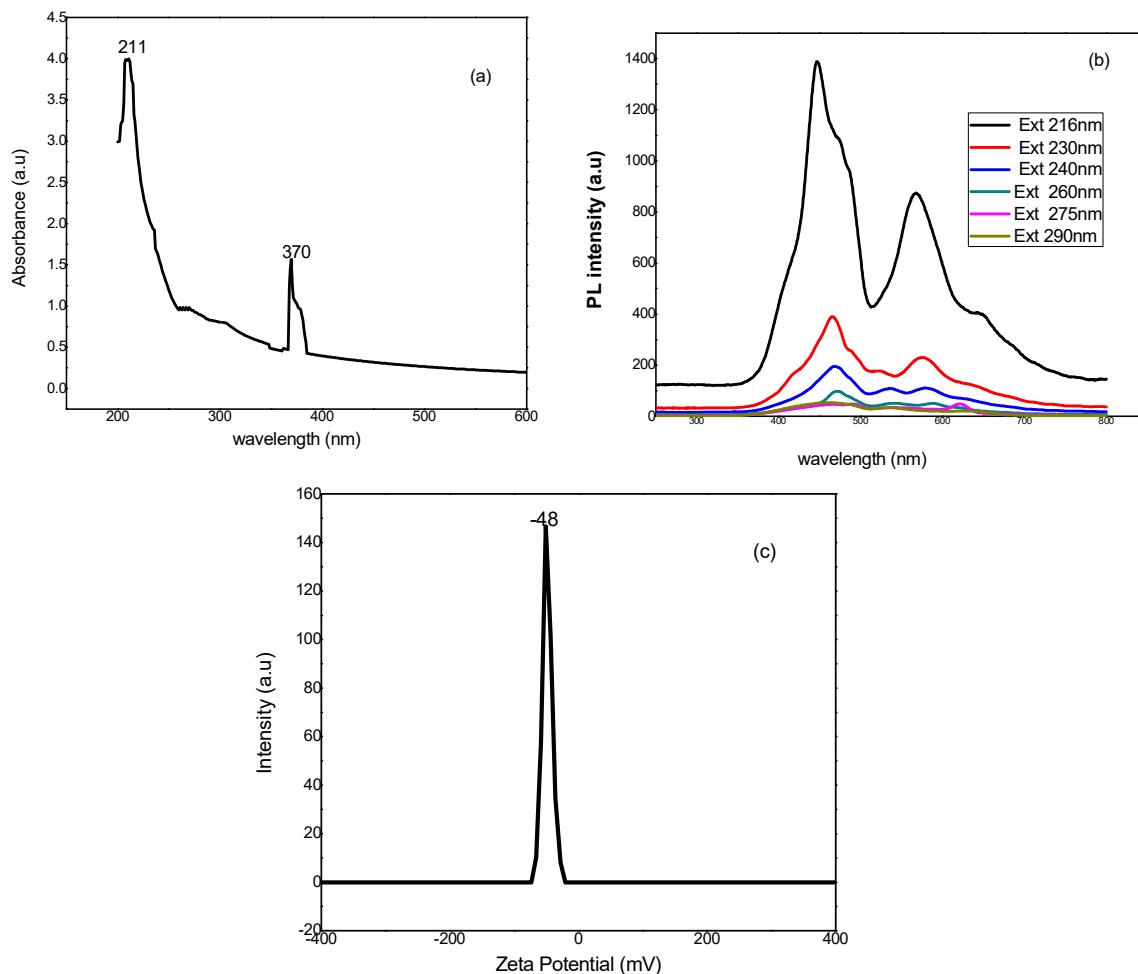 4.5
4.0
3.5
3.0
2.5
2.0
1.5
1.0
0.5
0.0
Absorbance (a.u)
211
370
(a)
200 300 400 500 600
wavelength (nm)
1400
1200
1000
800
600
400
200
0
PL intensity (a.u)
(b)
Ext 216nm
Ext 230nm
Ext 240nm
Ext 260nm
Ext 275nm
Ext 290nm
300 400 500 600 700 800
wavelength (nm)
160
140
120
100
80
60
40
20
0
-20
Intensity (a.u)
-48
(c)
-400 -200 0 200 400
Zeta Potential (mV)